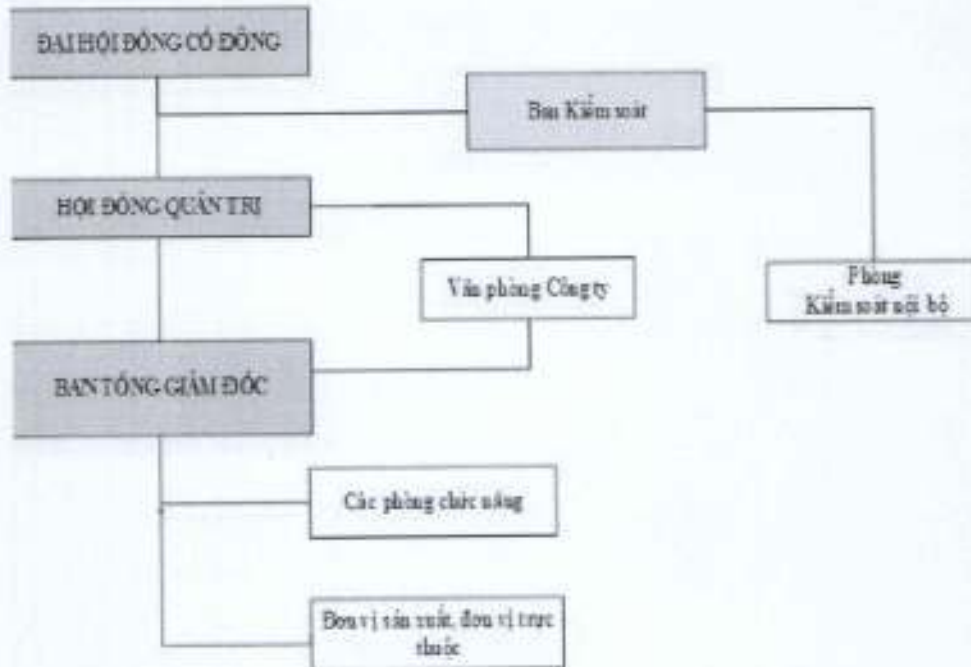 ĐẠI HỘI ĐỒNG CỔ ĐÔNG
Ban Kiểm soát
HỘI ĐỒNG QUẢN TRỊ
Văn phòng Công ty
Phòng
Kiểm soát nội bộ
BAN TỔNG GIÁM ĐỐC
Các phòng chức năng
Đơn vị sản xuất, đơn vị trực
thuộc